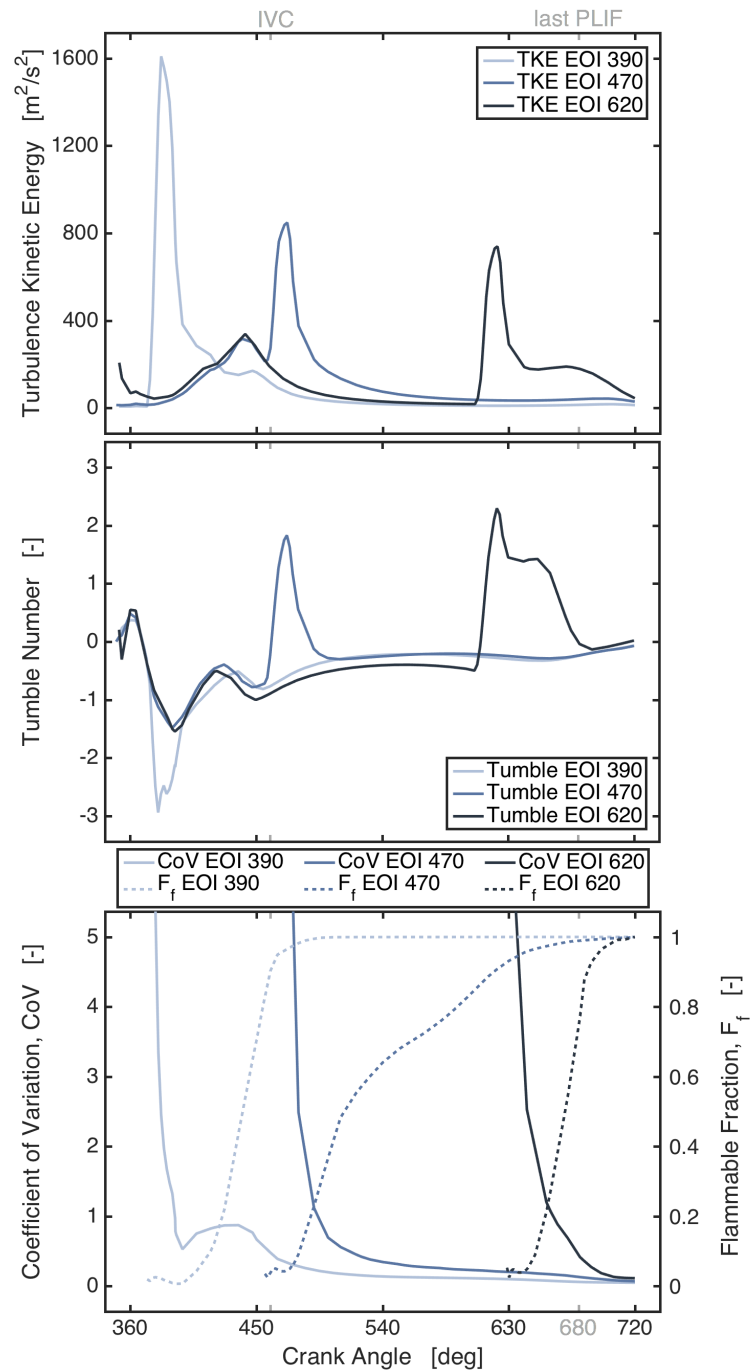 IVC last PLIF
Turbulence Kinetic Energy [m²/s²]
1600
1200
800
400
0
TKE EOI 390
TKE EOI 470
TKE EOI 620
Tumble Number [-]
3
2
1
0
-1
-2
-3
Tumble EOI 390
Tumble EOI 470
Tumble EOI 620
CoV EOI 390 CoV EOI 470 CoV EOI 620
F_f EOI 390 F_f EOI 470 F_f EOI 620
Coefficient of Variation, CoV [-]
5
4
3
2
1
0
1
0.8
0.6
0.4
0.2
0
Flammable Fraction, F_f [-]
360 450 540 630 680 720
Crank Angle [deg]